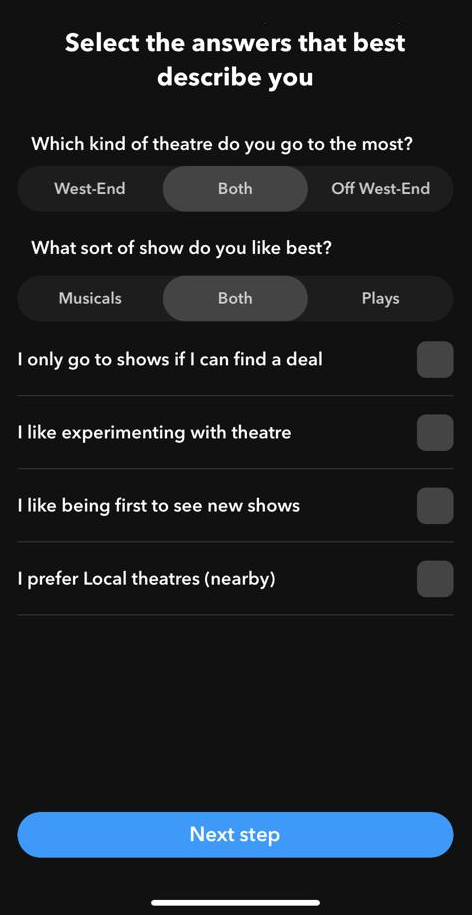 Select the answers that best
describe you
Which kind of theatre do you go to the most?
West-End Both Off West-End
What sort of show do you like best?
Musicals Both Plays
I only go to shows if I can find a deal
I like experimenting with theatre
I like being first to see new shows
I prefer Local theatres (nearby)
Next step